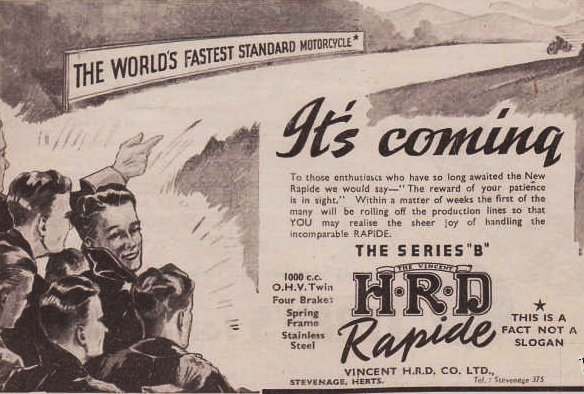 THE WORLD'S FASTEST STANDARD MOTORCYCLE*
It's coming
To those enthusiasts who have so long awaited the New
Rapide we would say—"The reward of your patience
is in sight." Within a matter of weeks the first of the
many will be rolling off the production lines so that
YOU may realise the sheer joy of handling the
incomparable RAPIDE.
THE SERIES "B"
1000 c.c.
O.H.V. Twin
Four Brakes
Spring
Frame
Stainless
Steel
THE VINCENT
H·R·D
Rapide
* THIS IS A
FACT NOT A
SLOGAN
VINCENT H.R.D. CO. LTD.,
STEVENAGE, HERTS. Tel.: Stevenage 375